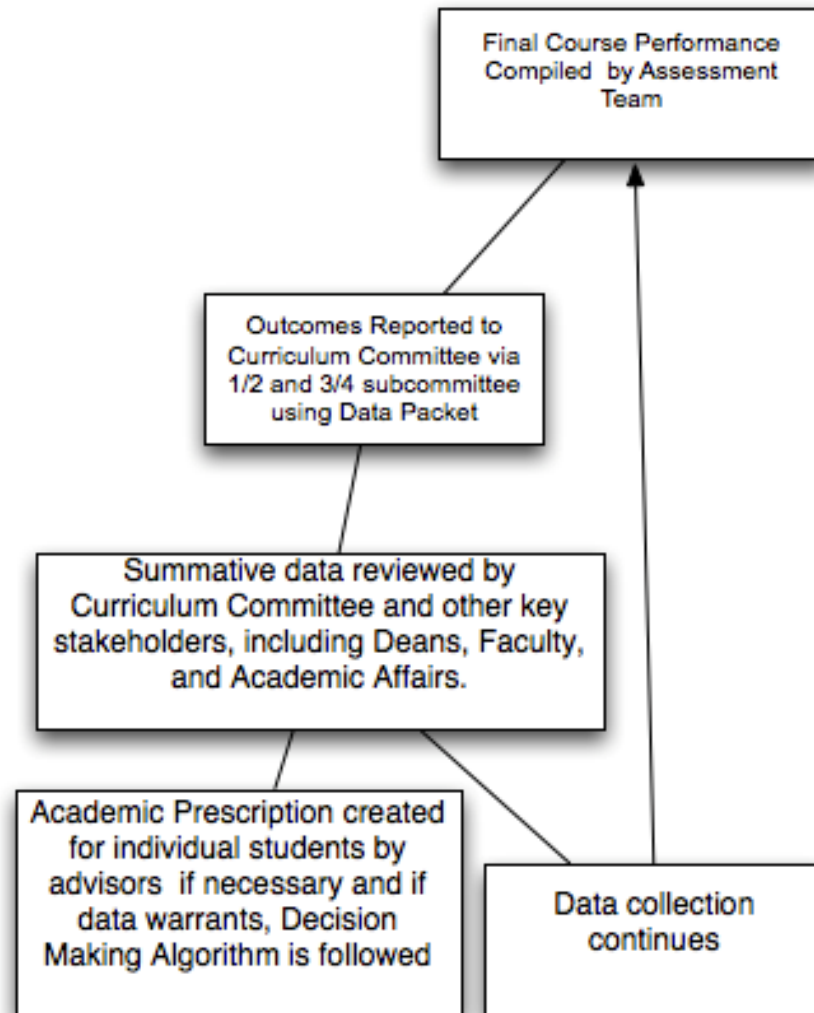 Final Course Performance
Compiled by Assessment
Team
Outcomes Reported to
Curriculum Committee via
1/2 and 3/4 subcommittee
using Data Packet
Summative data reviewed by
Curriculum Committee and other key
stakeholders, including Deans, Faculty,
and Academic Affairs.
Academic Prescription created
for individual students by
advisors if necessary and if
data warrants, Decision
Making Algorithm is followed
Data collection
continues